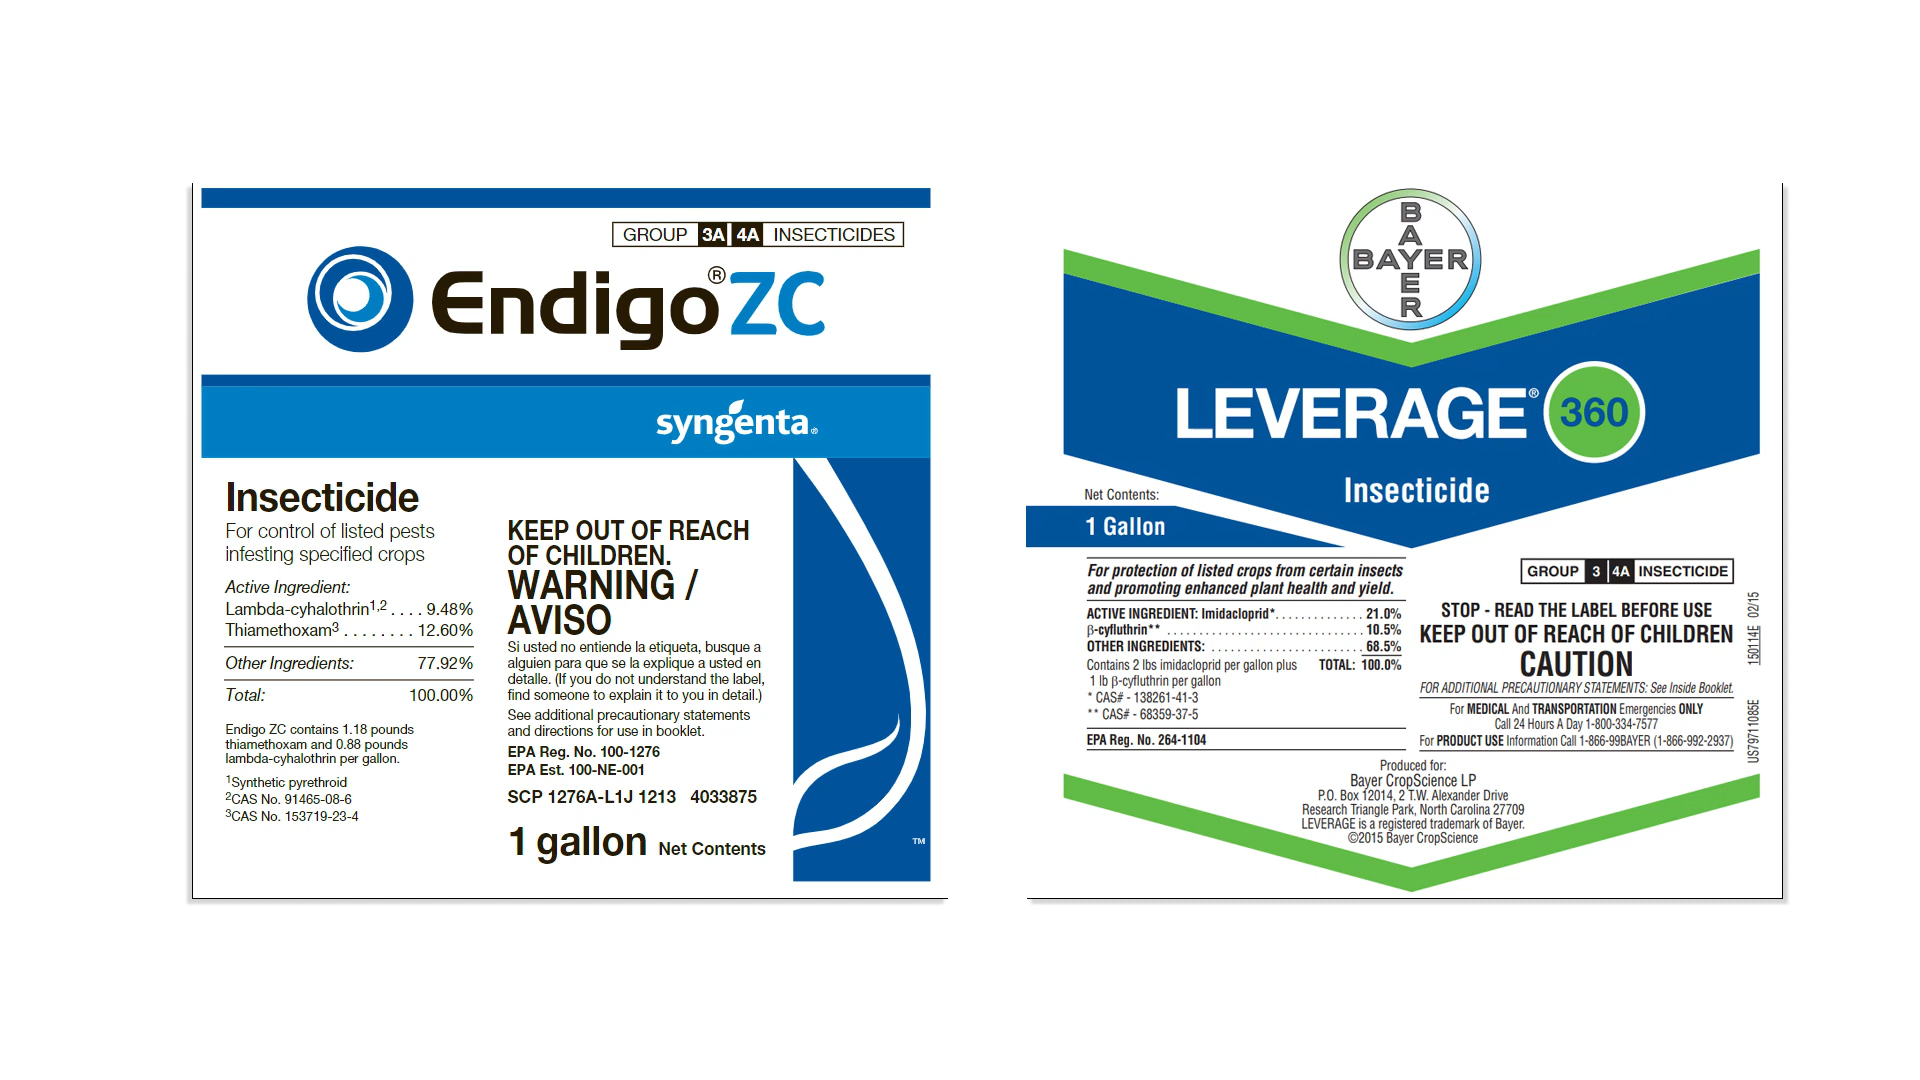 GROUP 3A 4A INSECTICIDES
Endigo® ZC
syngenta®
Insecticide
For control of listed pests
infesting specified crops
Active Ingredient:
Lambda-cyhalothrin1,2 . . . . 9.48%
Thiamethoxam3 . . . . . . . . 12.60%
Other Ingredients: 77.92%
Total: 100.00%
Endigo ZC contains 1.18 pounds
thiamethoxam and 0.88 pounds
lambda-cyhalothrin per gallon.
1Synthetic pyrethroid
2CAS No. 91465-08-6
3CAS No. 153719-23-4
KEEP OUT OF REACH
OF CHILDREN.
WARNING /
AVISO
Si usted no entiende la etiqueta, busque a
alguien para que se la explique a usted en
detalle. (If you do not understand the label,
find someone to explain it to you in detail.)
See additional precautionary statements
and directions for use in booklet.
EPA Reg. No. 100-1276
EPA Est. 100-NE-001
SCP 1276A-L1J 1213 4033875
1 gallon Net Contents
TM
BAYER
BAYER
LEVERAGE® 360
Insecticide
Net Contents:
1 Gallon
For protection of listed crops from certain insects
and promoting enhanced plant health and yield.
ACTIVE INGREDIENT: Imidacloprid* . . . . . . . . . . . . . 21.0%
β-cyfluthrin** . . . . . . . . . . . . . . . . . . . . . . . . . . . . . 10.5%
OTHER INGREDIENTS: . . . . . . . . . . . . . . . . . . . . . . 68.5%
Contains 2 lbs imidacloprid per gallon plus TOTAL: 100.0%
1 lb β-cyfluthrin per gallon
* CAS# - 138261-41-3
** CAS# - 68359-37-5
EPA Reg. No. 264-1104
GROUP 3 4A INSECTICIDE
STOP - READ THE LABEL BEFORE USE
KEEP OUT OF REACH OF CHILDREN
CAUTION
FOR ADDITIONAL PRECAUTIONARY STATEMENTS: See Inside Booklet.
For MEDICAL And TRANSPORTATION Emergencies ONLY
Call 24 Hours A Day 1-800-334-7577
For PRODUCT USE Information Call 1-866-99BAYER (1-866-992-2937)
US79711085E 150114E 02/15
Produced for:
Bayer CropScience LP
P.O. Box 12014, 2 T.W. Alexander Drive
Research Triangle Park, North Carolina 27709
LEVERAGE is a registered trademark of Bayer.
©2015 Bayer CropScience